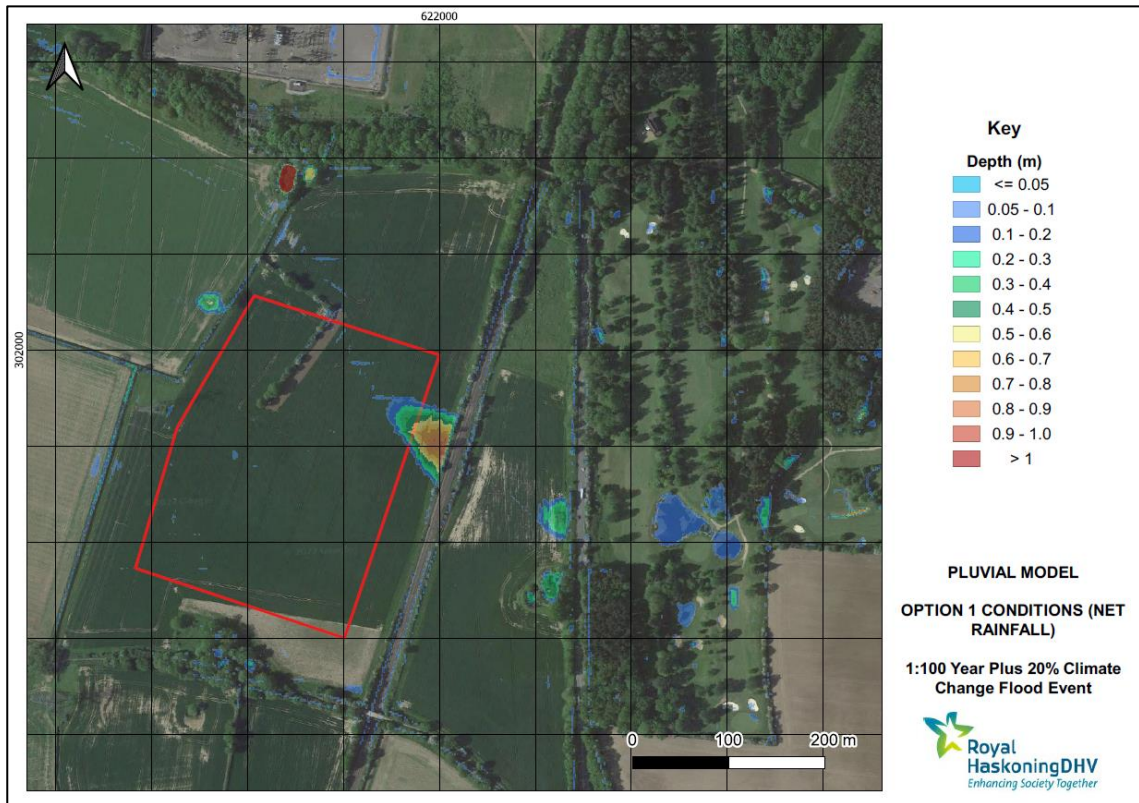 622000
302000
Key
Depth (m)
<= 0.05
0.05 - 0.1
0.1 - 0.2
0.2 - 0.3
0.3 - 0.4
0.4 - 0.5
0.5 - 0.6
0.6 - 0.7
0.7 - 0.8
0.8 - 0.9
0.9 - 1.0
> 1
PLUVIAL MODEL
OPTION 1 CONDITIONS (NET
RAINFALL)
1:100 Year Plus 20% Climate
Change Flood Event
0 100 200 m
Royal
HaskoningDHV
Enhancing Society Together